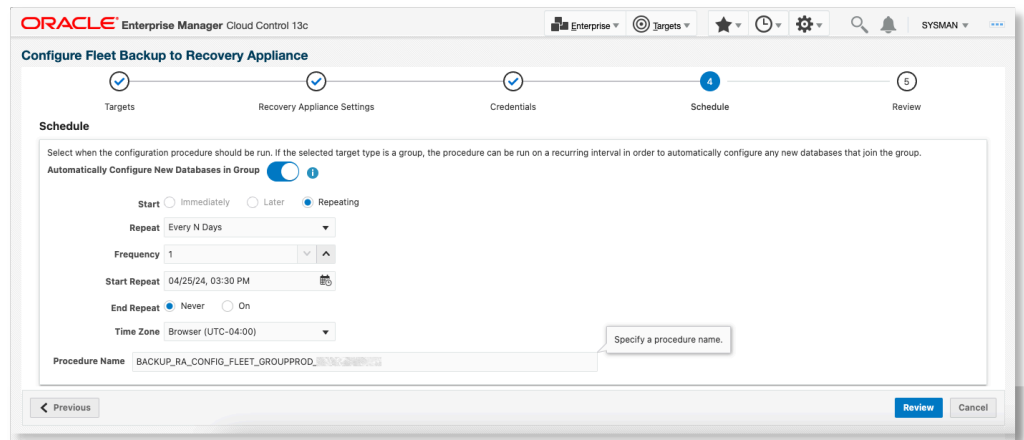 ORACLE Enterprise Manager Cloud Control 13c Enterprise Targets SYSMAN
Configure Fleet Backup to Recovery Appliance
4 5
Targets Recovery Appliance Settings Credentials Schedule Review
Schedule
Select when the configuration procedure should be run. If the selected target type is a group, the procedure can be run on a recurring interval in order to automatically configure any new databases that join the group.
Automatically Configure New Databases in Group
Start Immediately Later Repeating
Repeat Every N Days
Frequency 1
Start Repeat 04/25/24, 03:30 PM
End Repeat Never On
Time Zone Browser (UTC-04:00)
Specify a procedure name.
Procedure Name BACKUP_RA_CONFIG_FLEET_GROUPPROD_
Previous Review Cancel